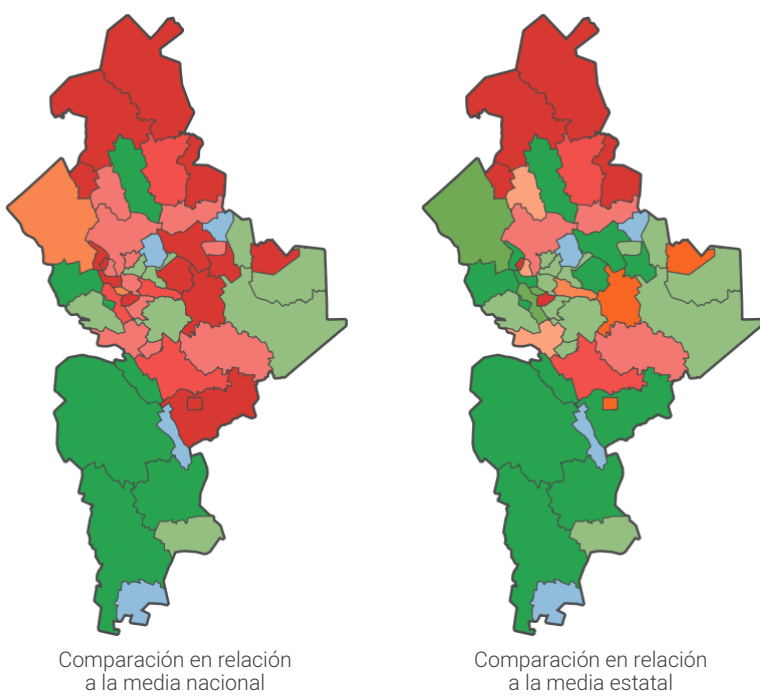 Comparación en relación
a la media nacional
Comparación en relación
a la media estatal